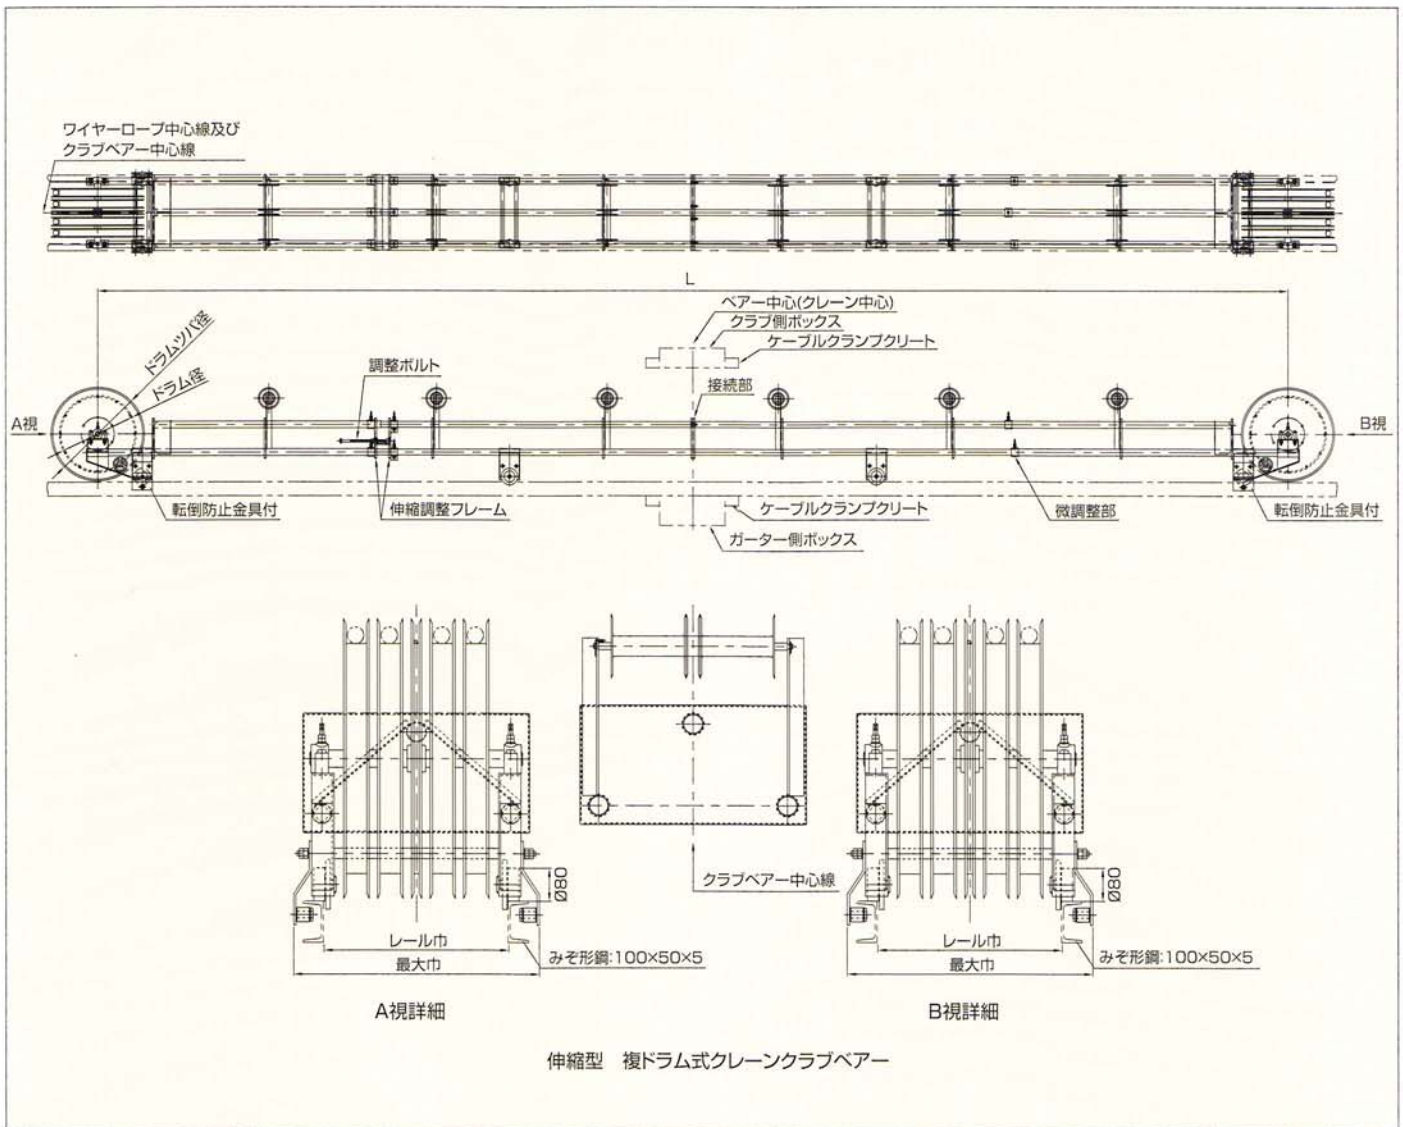 ワイヤーロープ中心線及び
クラブベアー中心線
L
ベアー中心(クレーン中心)
クラブ側ボックス
ケーブルクランプクリート
ドラムツバ径
ドラム径
調整ボルト
接続部
A視
B視
転倒防止金具付
伸縮調整フレーム
ケーブルクランプクリート
微調整部
転倒防止金具付
ガーター側ボックス
クラブベアー中心線
Ø80
Ø80
レール巾
みぞ形鋼:100×50×5
最大巾
レール巾
みぞ形鋼:100×50×5
最大巾
A視詳細
B視詳細
伸縮型 複ドラム式クレーンクラブベアー